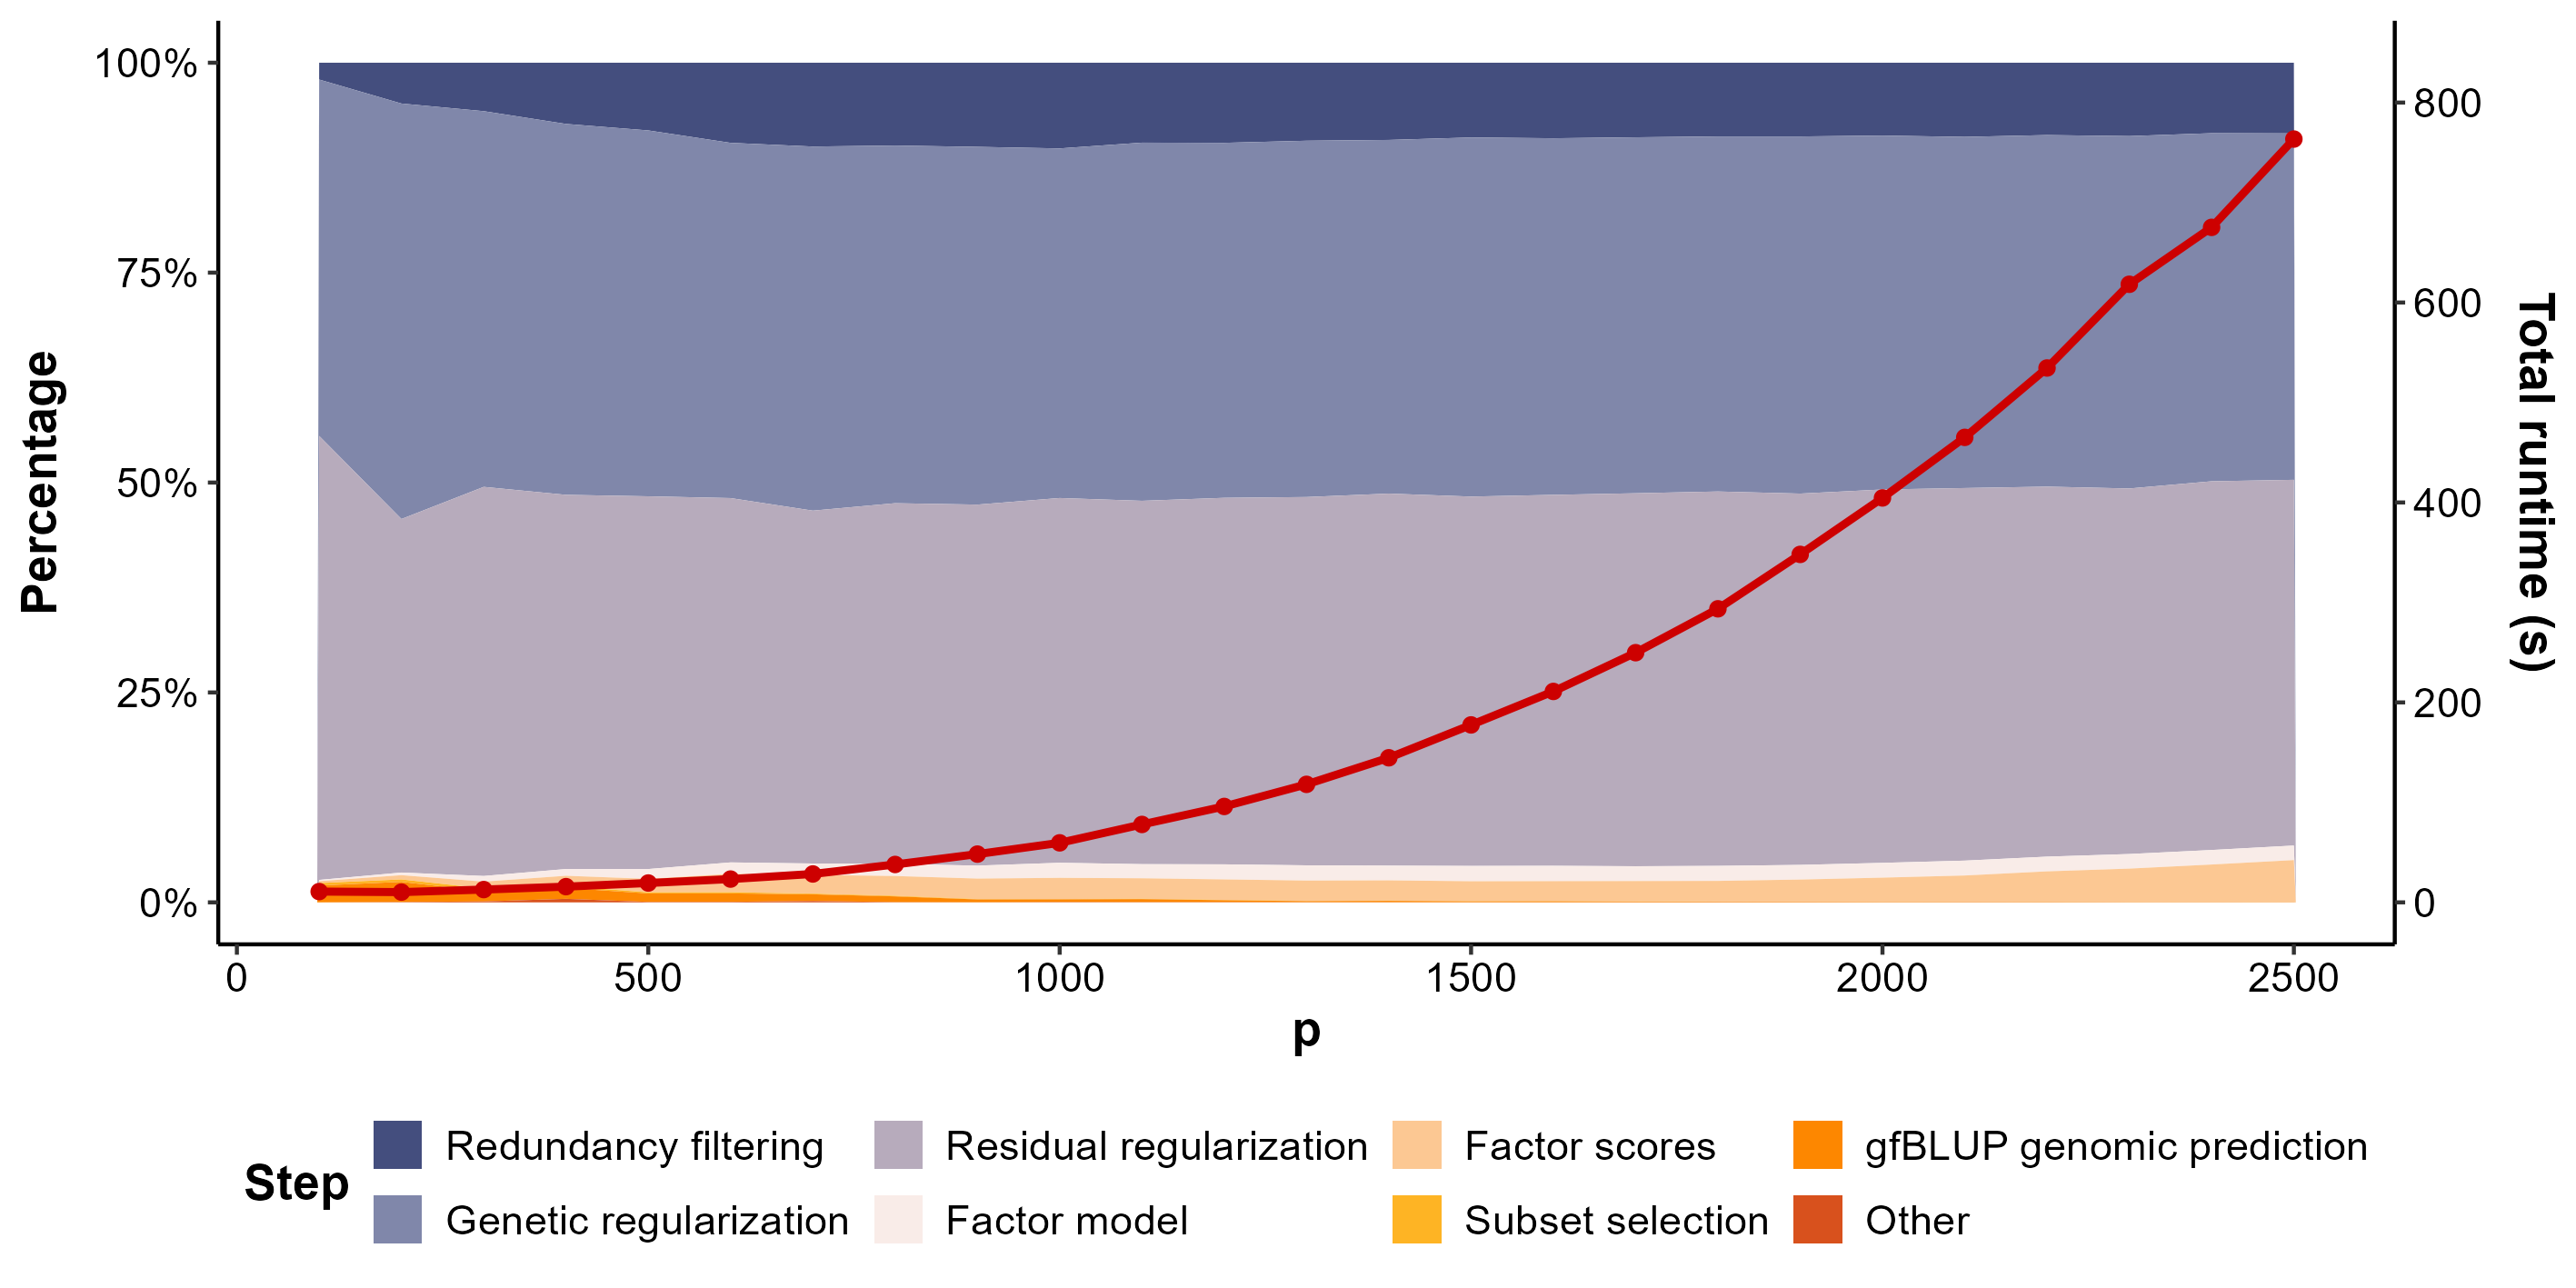 Percentage
100%
75%
50%
25%
0%
800
600
400
200
0
Total runtime (s)
0 500 1000 1500 2000 2500
p
Step
Redundancy filtering Residual regularization Factor scores gfBLUP genomic prediction
Genetic regularization Factor model Subset selection Other